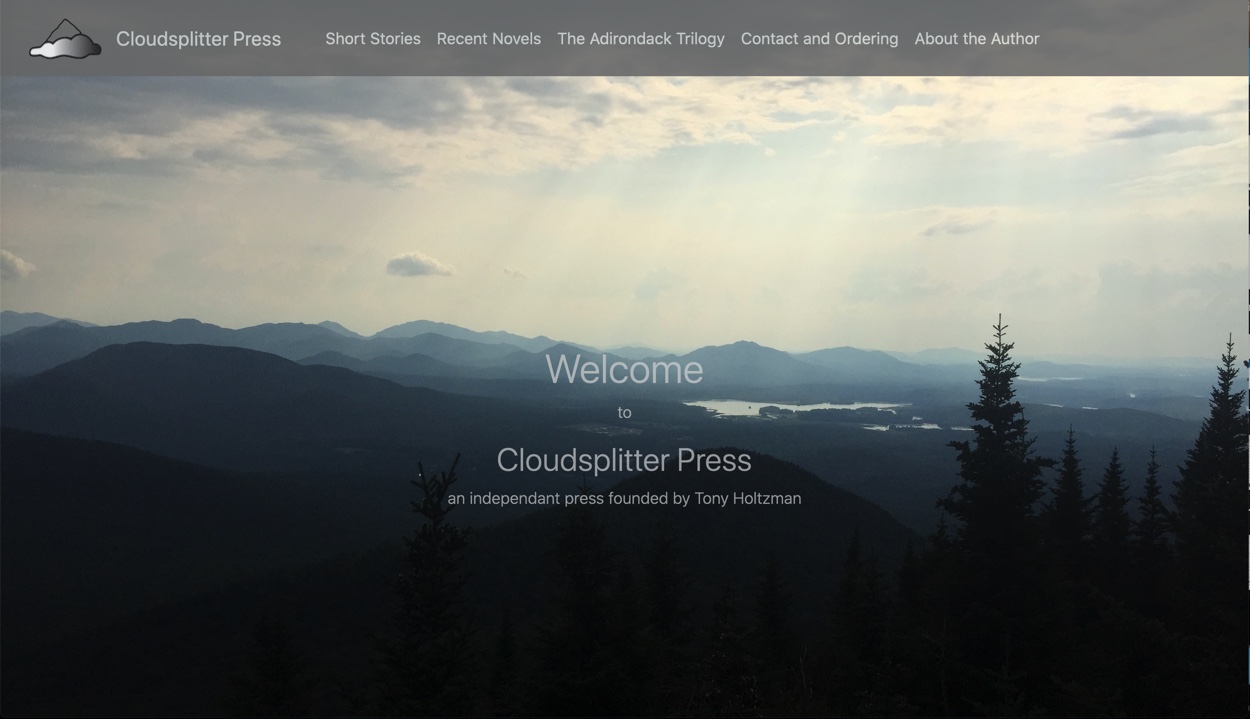 Cloudsplitter Press
Short Stories
Recent Novels
The Adirondack Trilogy
Contact and Ordering
About the Author
Welcome
to
Cloudsplitter Press
an independant press founded by Tony Holtzman